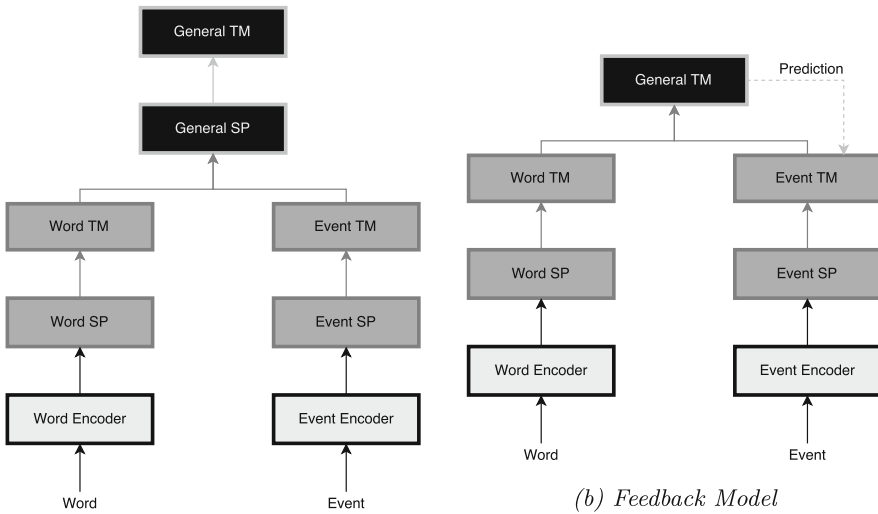 General TM
General SP
Word TM
Event TM
Word SP
Event SP
Word Encoder
Event Encoder
Word
Event
General TM
Prediction
Word TM
Event TM
Word SP
Event SP
Word Encoder
Event Encoder
Word
Event
(b) Feedback Model